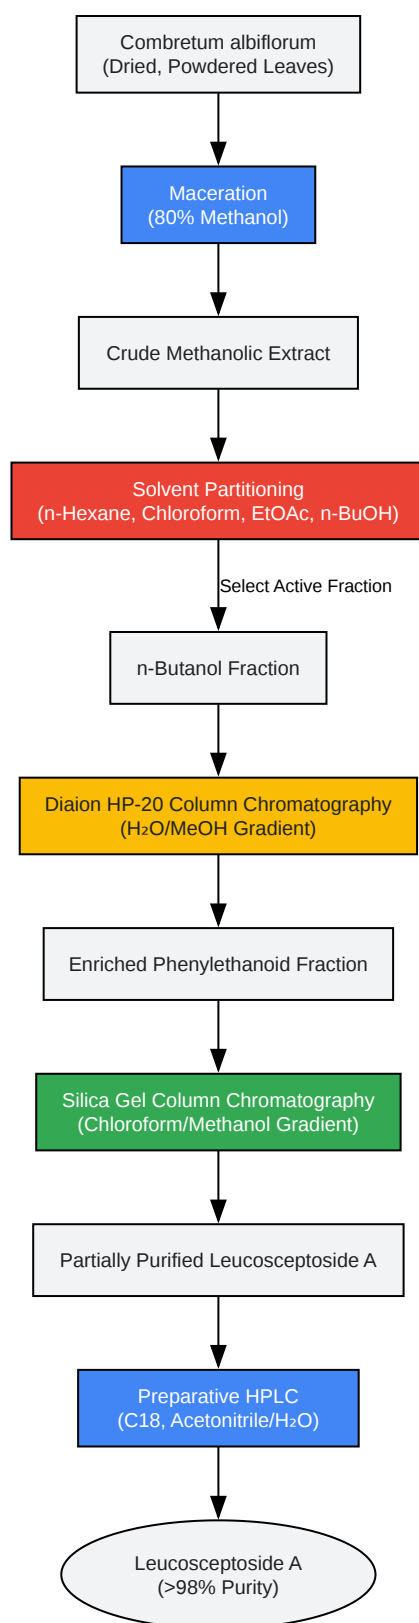 Combretum albiflorum
(Dried, Powdered Leaves)
Maceration
(80% Methanol)
Crude Methanolic Extract
Solvent Partitioning
(n-Hexane, Chloroform, EtOAc, n-BuOH)
Select Active Fraction
n-Butanol Fraction
Diaion HP-20 Column Chromatography
(H₂O/MeOH Gradient)
Enriched Phenylethanoid Fraction
Silica Gel Column Chromatography
(Chloroform/Methanol Gradient)
Partially Purified Leucosceptoside A
Preparative HPLC
(C18, Acetonitrile/H₂O)
Leucosceptoside A
(>98% Purity)